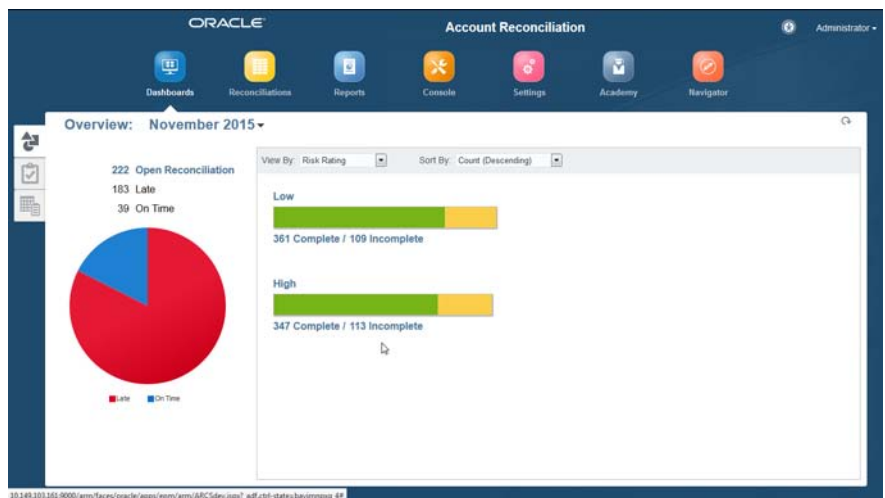 ORACLE
Account Reconciliation
Administrator
Dashboards
Reconciliations
Reports
Console
Settings
Academy
Navigator
Overview: November 2015
222 Open Reconciliation
183 Late
39 On Time
Late
On Time
View By: Risk Rating
Sort By: Count (Descending)
Low
361 Complete / 109 Incomplete
High
347 Complete / 113 Incomplete